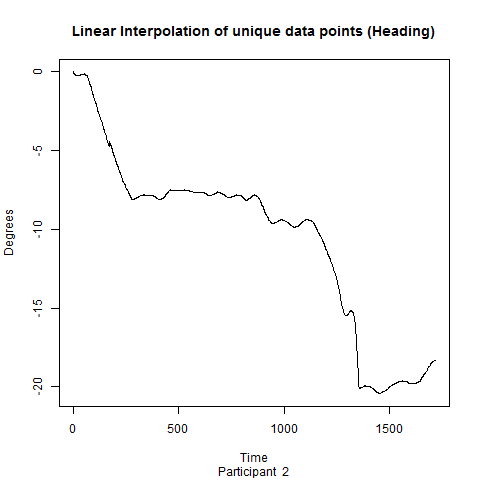 Linear Interpolation of unique data points (Heading)
Degrees
0
-5
-10
-15
-20
0 500 1000 1500
Time
Participant 2